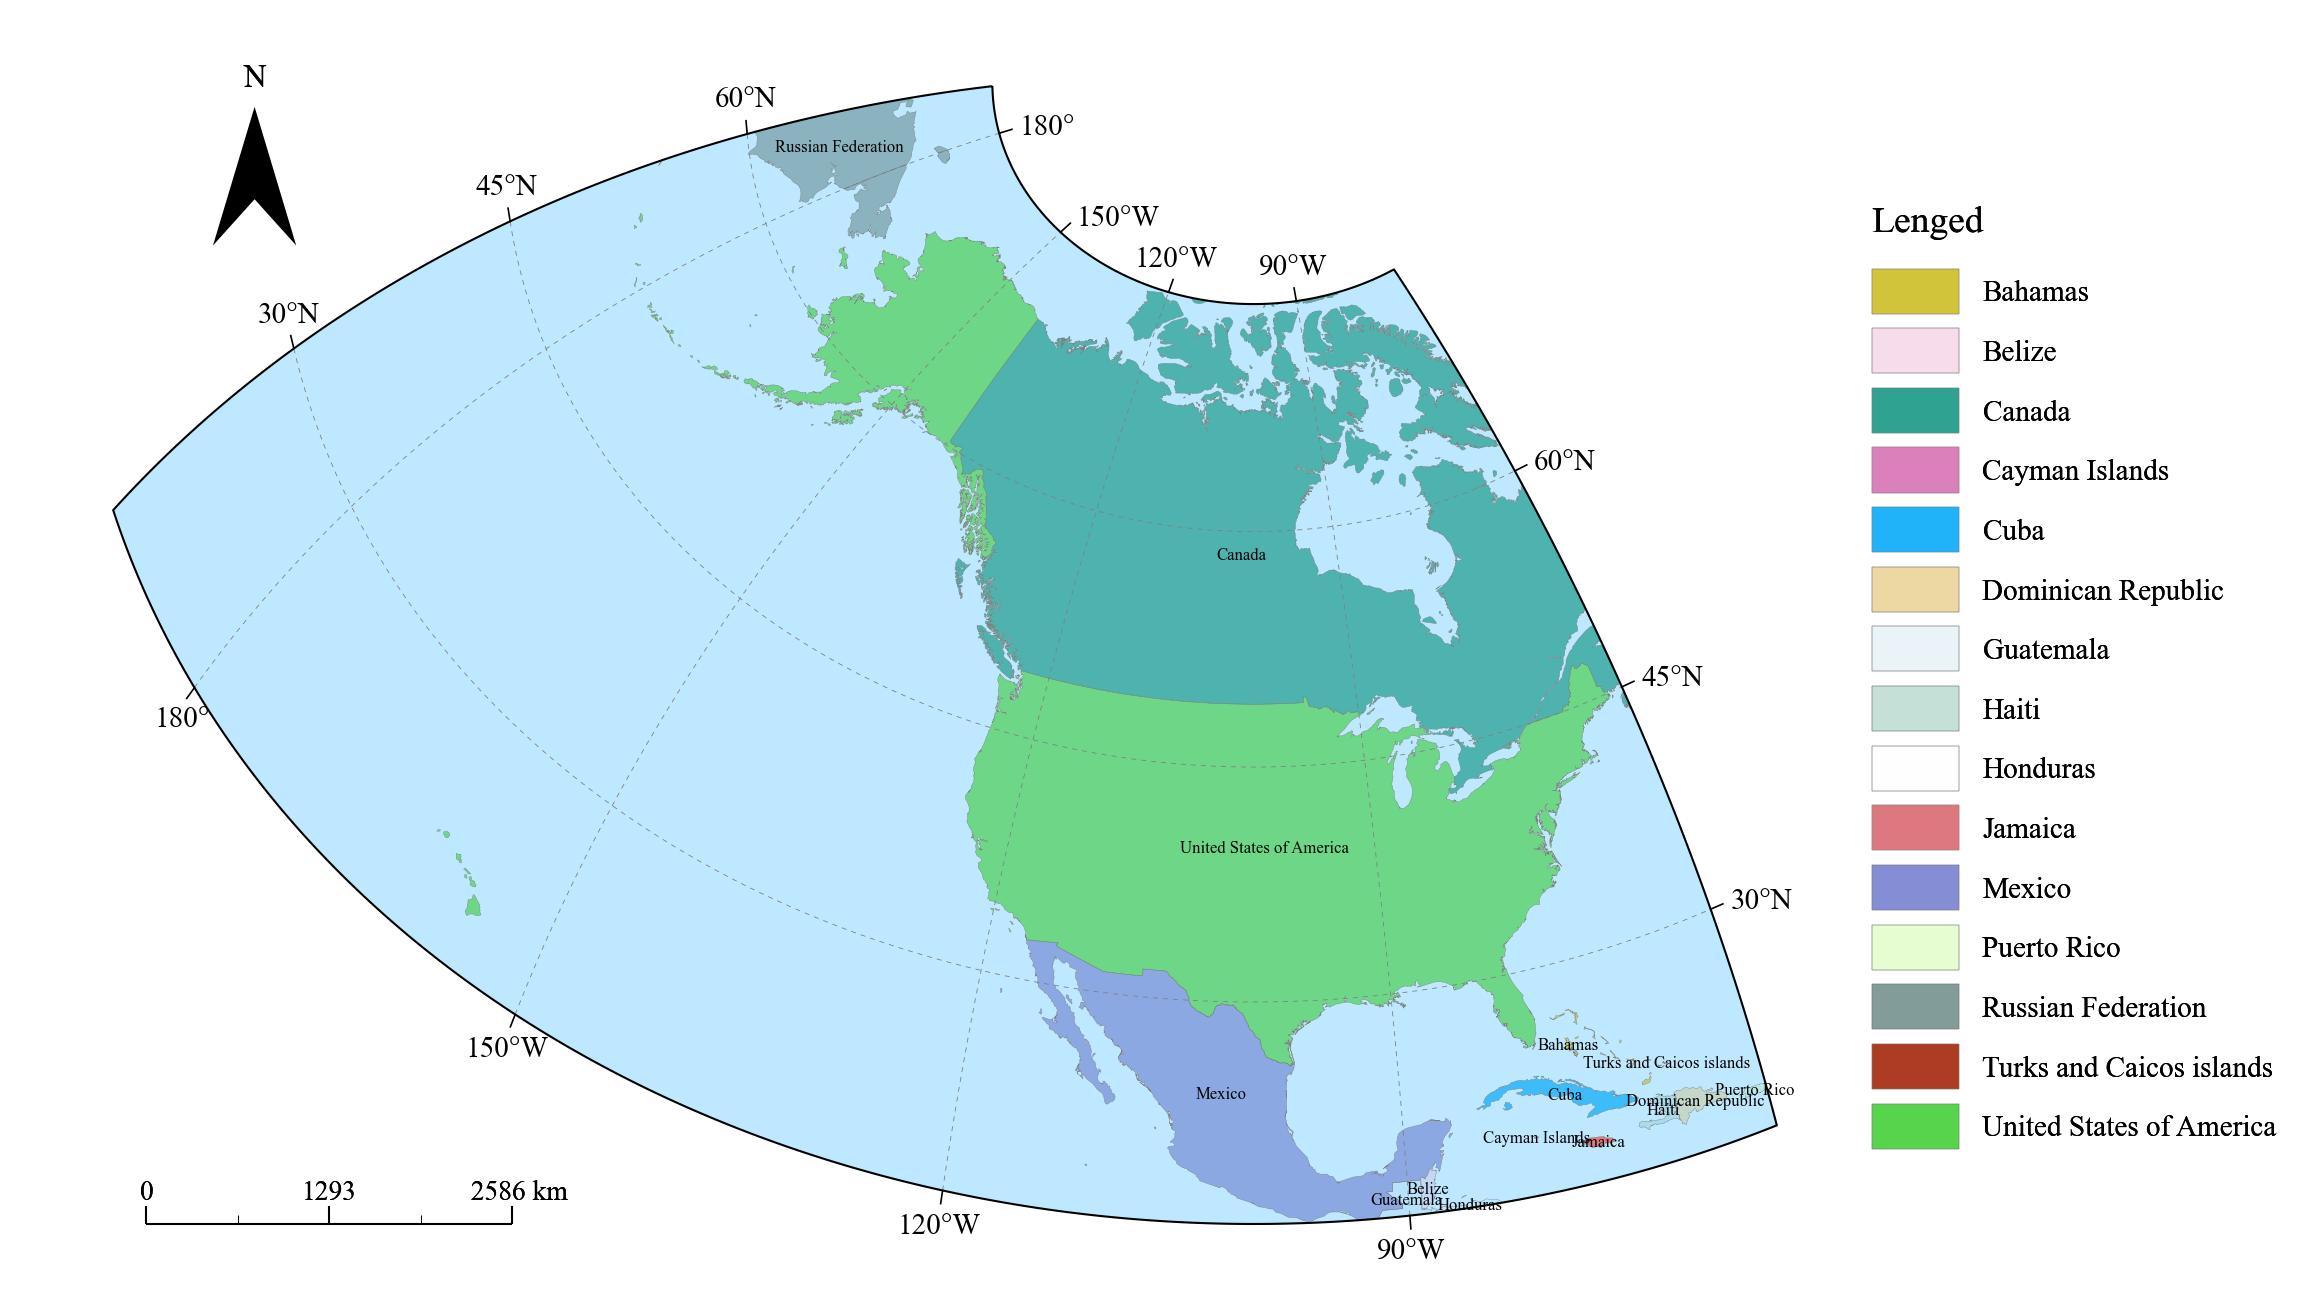 N
60°N
180°
45°N
150°W
120°W
90°W
30°N
Russian Federation
60°N
Canada
45°N
180°
United States of America
30°N
150°W
Bahamas
Turks and Caicos islands
Mexico
Cuba
Puerto Rico
Dominican Republic
Haiti
Cayman Islands
Jamaica
Belize
Guatemala
Honduras
120°W
90°W
0 1293 2586 km
Lenged
Bahamas
Belize
Canada
Cayman Islands
Cuba
Dominican Republic
Guatemala
Haiti
Honduras
Jamaica
Mexico
Puerto Rico
Russian Federation
Turks and Caicos islands
United States of America